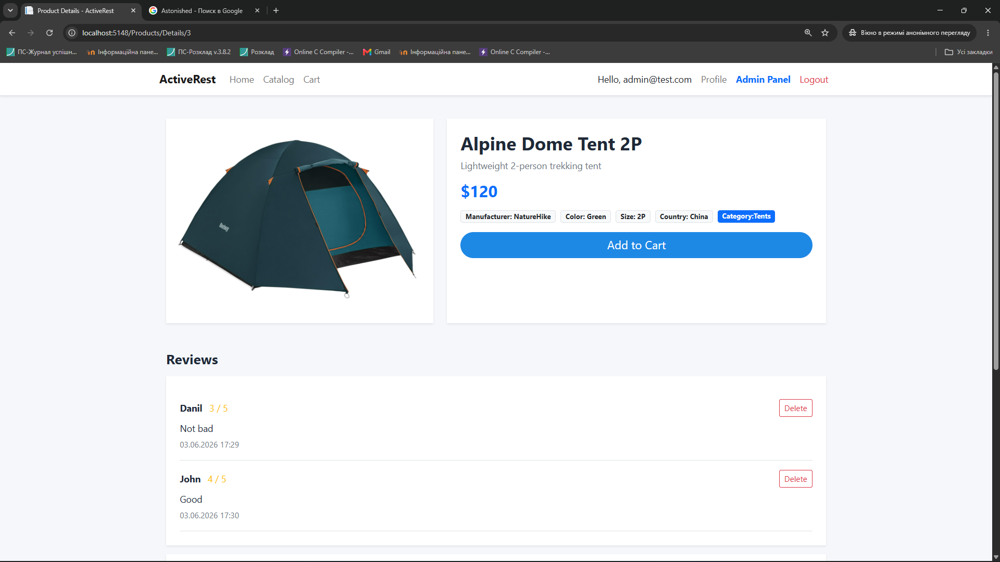 Product Details - ActiveRest
Astonished - Поиск в Google
localhost:5148/Products/Details/3
Вікно в режимі анонімного перегляду
ПС-Журнал успішн...
Інформаційна пане...
ПС-Розклад v.3.8.2
Розклад
Online C Compiler -...
Gmail
Інформаційна пане...
Online C Compiler -...
Усі закладки
ActiveRest
Home
Catalog
Cart
Hello, admin@test.com
Profile
Admin Panel
Logout
Alpine Dome Tent 2P
Lightweight 2-person trekking tent
$120
Manufacturer: NatureHike
Color: Green
Size: 2P
Country: China
Category:Tents
Add to Cart
Reviews
Danil 3 / 5
Delete
Not bad
03.06.2026 17:29
John 4 / 5
Delete
Good
03.06.2026 17:30